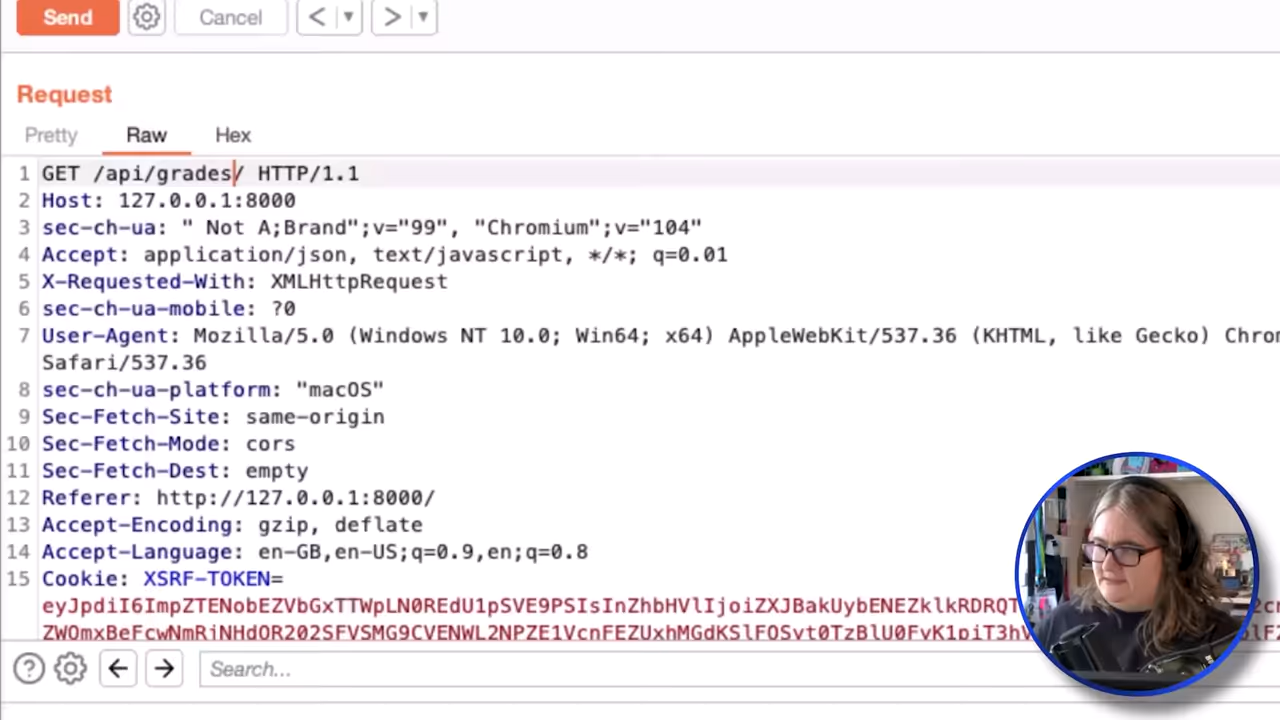 Send Cancel < ▾ > ▾
Request
Pretty Raw Hex
1 GET /api/grades/ HTTP/1.1
2 Host: 127.0.0.1:8000
3 sec-ch-ua: " Not A;Brand";v="99", "Chromium";v="104"
4 Accept: application/json, text/javascript, */*; q=0.01
5 X-Requested-With: XMLHttpRequest
6 sec-ch-ua-mobile: ?0
7 User-Agent: Mozilla/5.0 (Windows NT 10.0; Win64; x64) AppleWebKit/537.36 (KHTML, like Gecko) Chro
Safari/537.36
8 sec-ch-ua-platform: "macOS"
9 Sec-Fetch-Site: same-origin
10 Sec-Fetch-Mode: cors
11 Sec-Fetch-Dest: empty
12 Referer: http://127.0.0.1:8000/
13 Accept-Encoding: gzip, deflate
14 Accept-Language: en-GB,en-US;q=0.9,en;q=0.8
15 Cookie: XSRF-TOKEN=
Search...